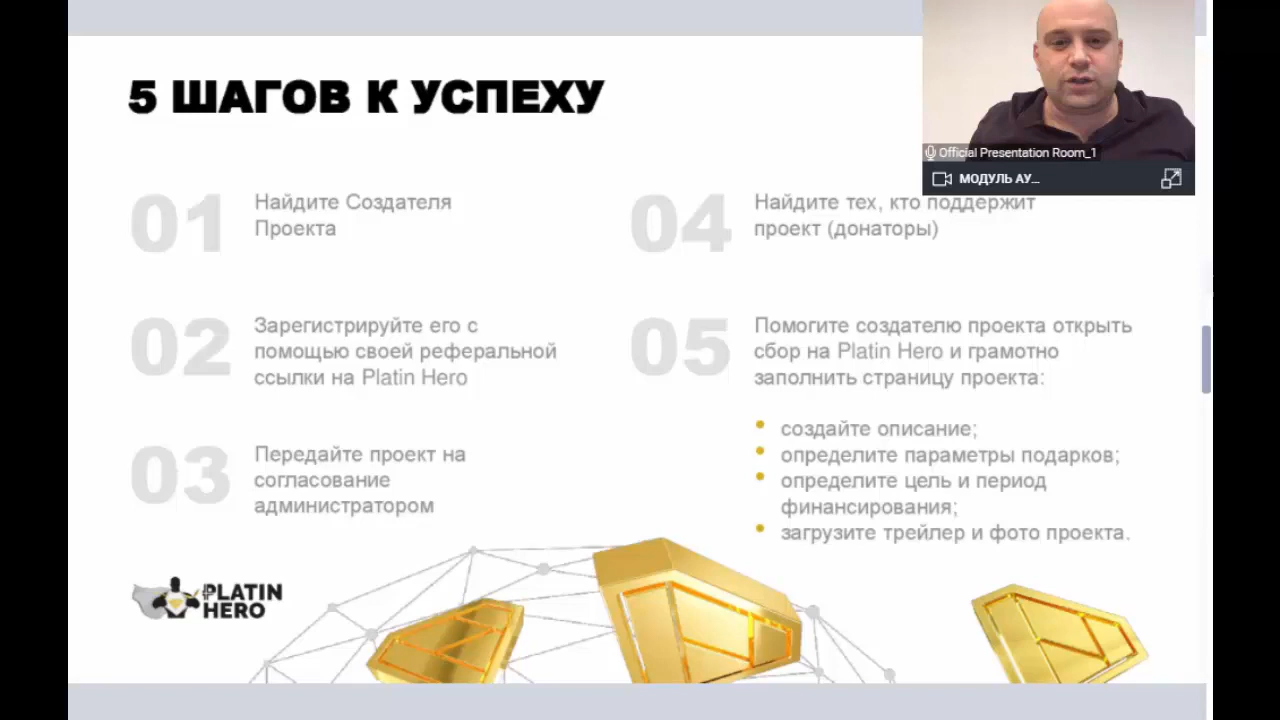 5 ШАГОВ К УСПЕХУ
Official Presentation Room_1
МОДУЛЬ АУ...
01
Найдите Создателя
Проекта
02
Зарегистрируйте его с
помощью своей реферальной
ссылки на Platin Hero
03
Передайте проект на
согласование
администратором
04
Найдите тех, кто поддержит
проект (донаторы)
05
Помогите создателю проекта открыть
сбор на Platin Hero и грамотно
заполнить страницу проекта:
• создайте описание;
• определите параметры подарков;
• определите цель и период
финансирования;
• загрузите трейлер и фото проекта.
PLATIN
HERO